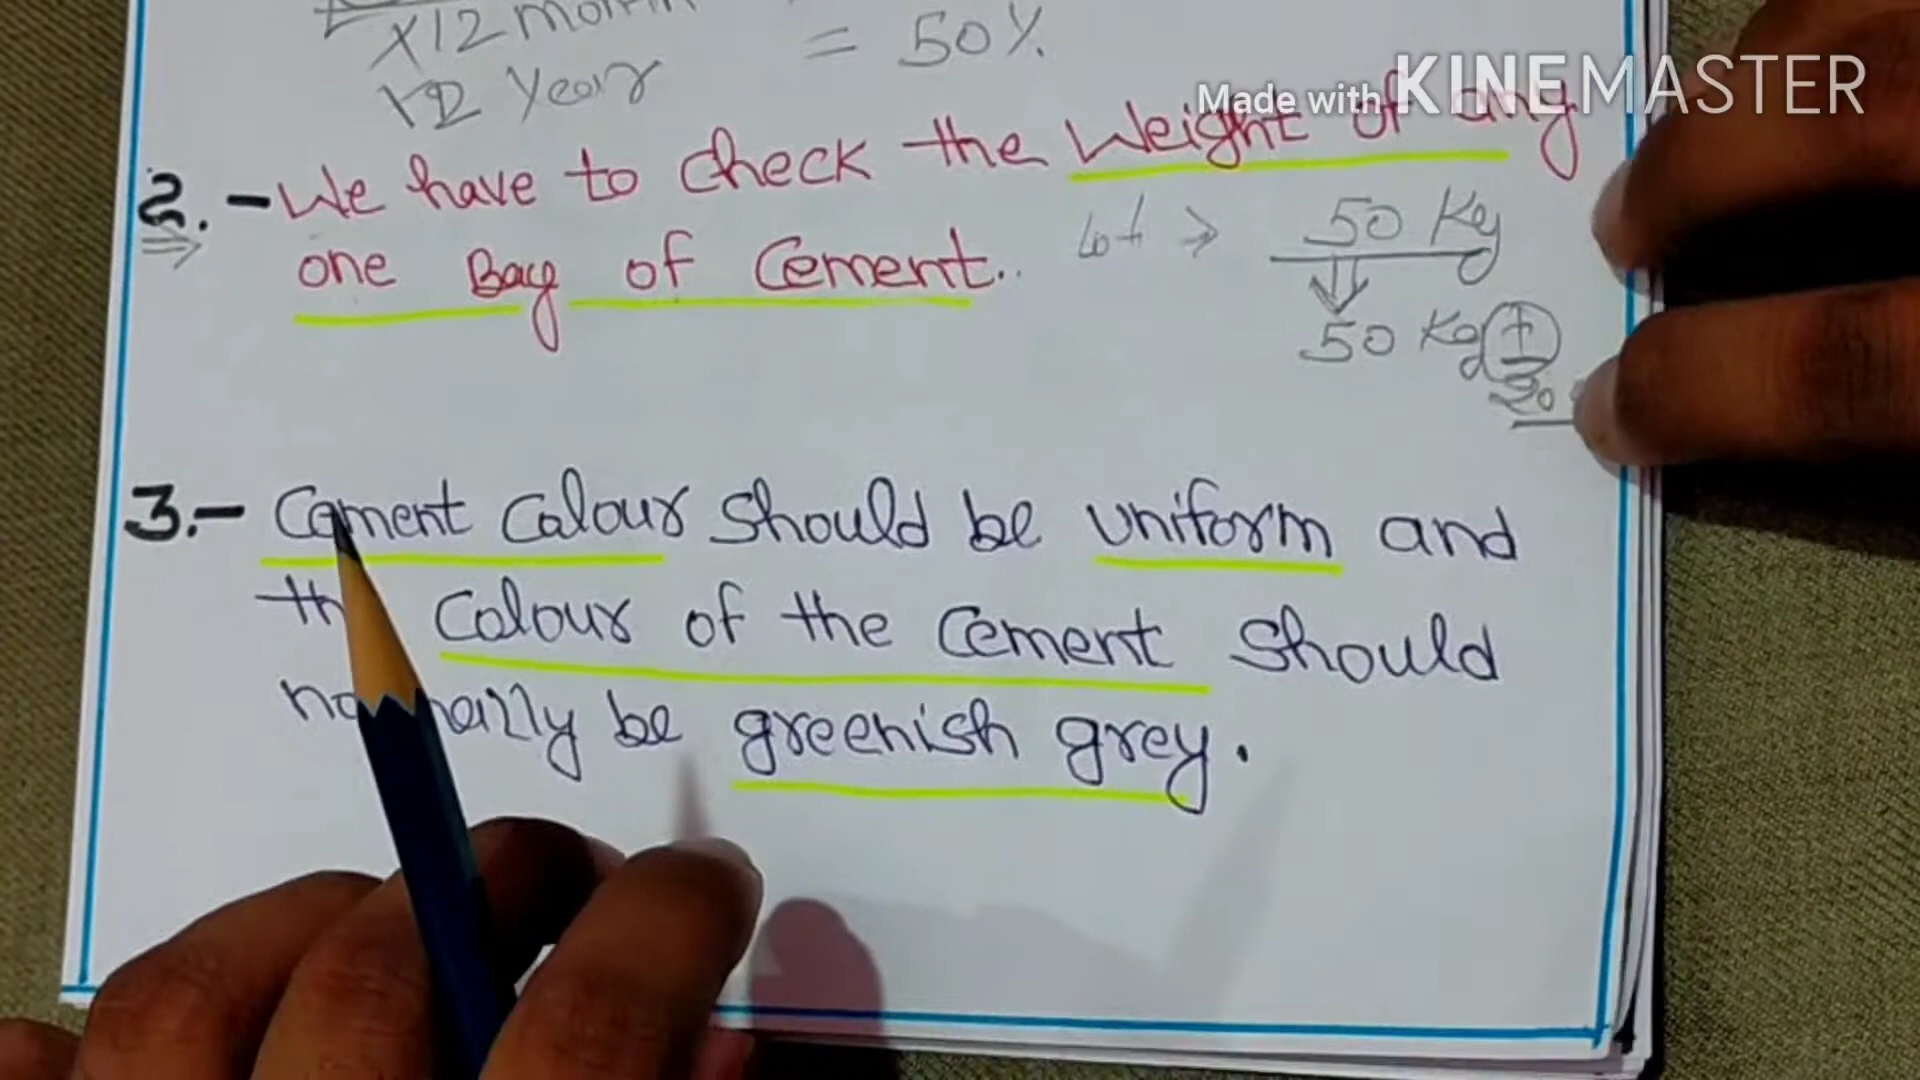 ×12 month
12 Year
= 50%
Made with KINEMASTER
2. - We have to check the Weight of any
one Bag of Cement..
Lot → 50 Kg
50 Kg ±
3.- Cement Colour Should be uniform and
Colour of the Cement Should
be greenish grey.